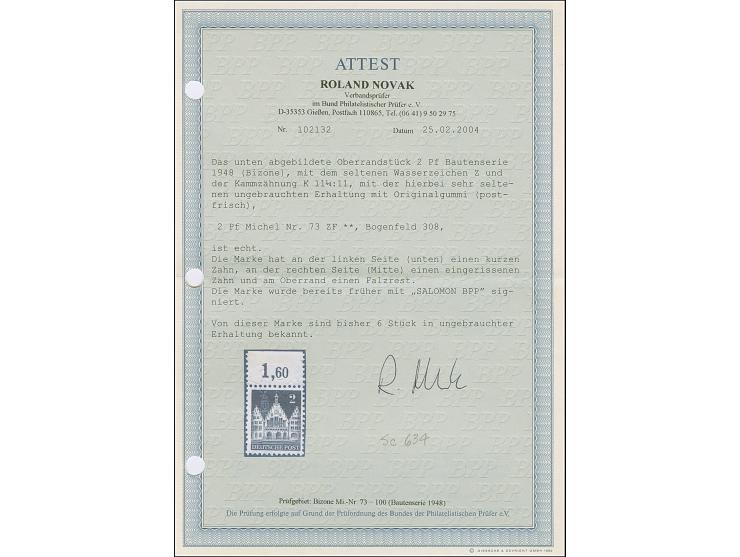 ATTEST
ROLAND NOVAK
Verbandsprüfer
im Bund Philatelistischer Prüfer e. V.
D-35353 Gießen, Postfach 110865, Tel. (06 41) 9 50 29 75
Nr. 102132 Datum 25.02.2004
Das unten abgebildete Oberrandstück 2 Pf Bautenserie
1948 (Bizone), mit dem seltenen Wasserzeichen Z und
der Kammzähnung K 11¼:11, mit der hierbei sehr selte-
nen ungebrauchten Erhaltung mit Originalgummi (post-
frisch),
2 Pf Michel Nr. 73 ZF **, Bogenfeld 308,
ist echt.
Die Marke hat an der linken Seite (unten) einen kurzen
Zahn, an der rechten Seite (Mitte) einen eingerissenen
Zahn und am Oberrand einen Falzrest.
Die Marke wurde bereits früher mit „SALOMON BPP" sig-
niert.
Von dieser Marke sind bisher 6 Stück in ungebrauchter
Erhaltung bekannt.
1,60
2
DEUTSCHE POST
Sc 634
Prüfgebiet: Bizone Mi.-Nr. 73 – 100 (Bautenserie 1948)
Die Prüfung erfolgte auf Grund der Prüfordnung des Bundes der Philatelistischen Prüfer e.V.